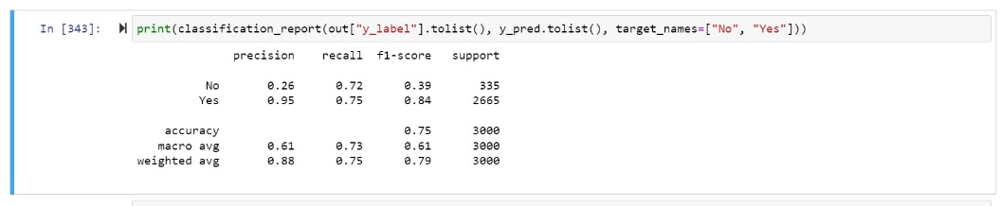 In [343]: print(classification_report(out["y_label"].tolist(), y_pred.tolist(), target_names=["No", "Yes"]))
precision recall f1-score support
No 0.26 0.72 0.39 335
Yes 0.95 0.75 0.84 2665
accuracy 0.75 3000
macro avg 0.61 0.73 0.61 3000
weighted avg 0.88 0.75 0.79 3000